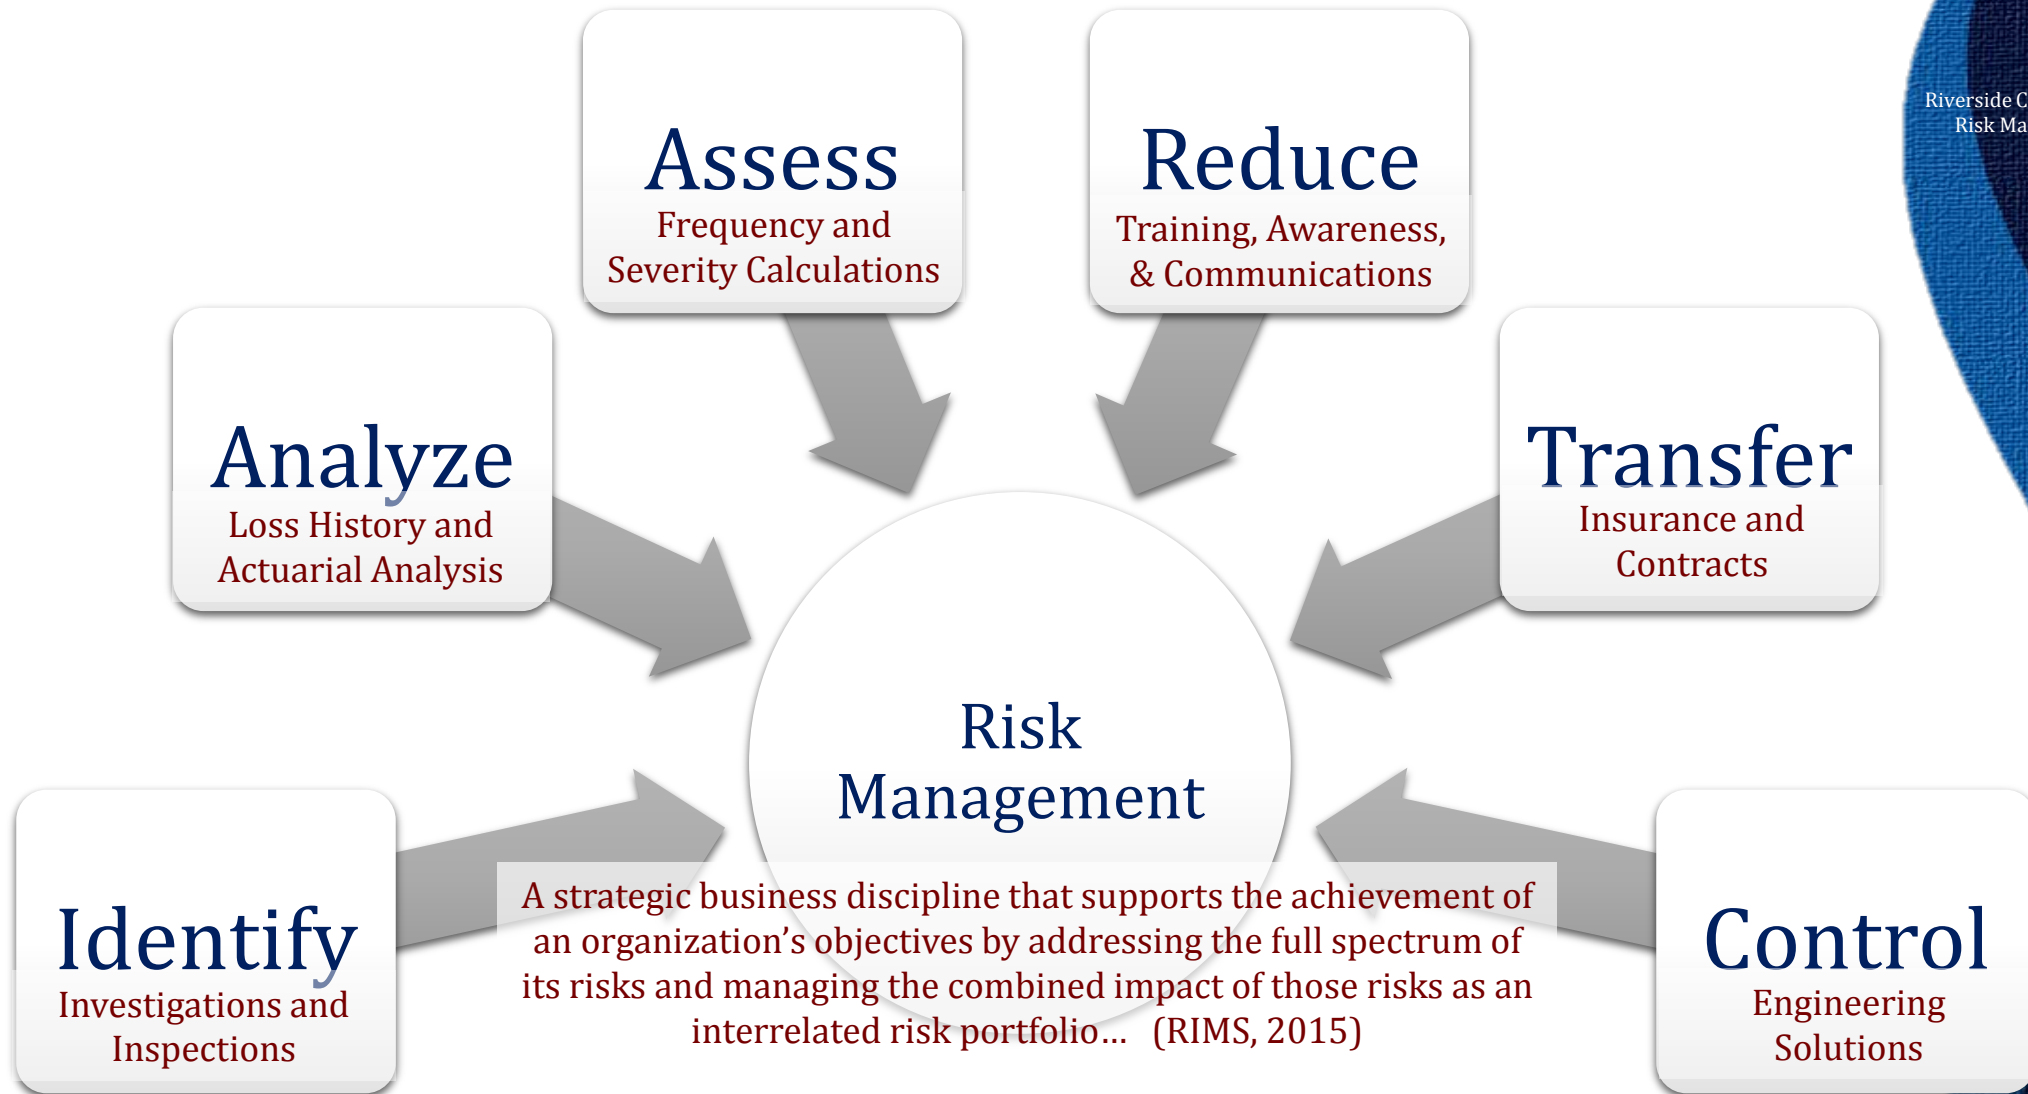 Assess
Frequency and
Severity Calculations
Reduce
Training, Awareness,
& Communications
Riverside
Risk
Analyze
Loss History and
Actuarial Analysis
Transfer
Insurance and
Contracts
Risk
Management
Identify
Investigations and
Inspections
A strategic business discipline that supports the achievement of
an organization’s objectives by addressing the full spectrum of
its risks and managing the combined impact of those risks as an
interrelated risk portfolio… (RIMS, 2015)
Control
Engineering
Solutions